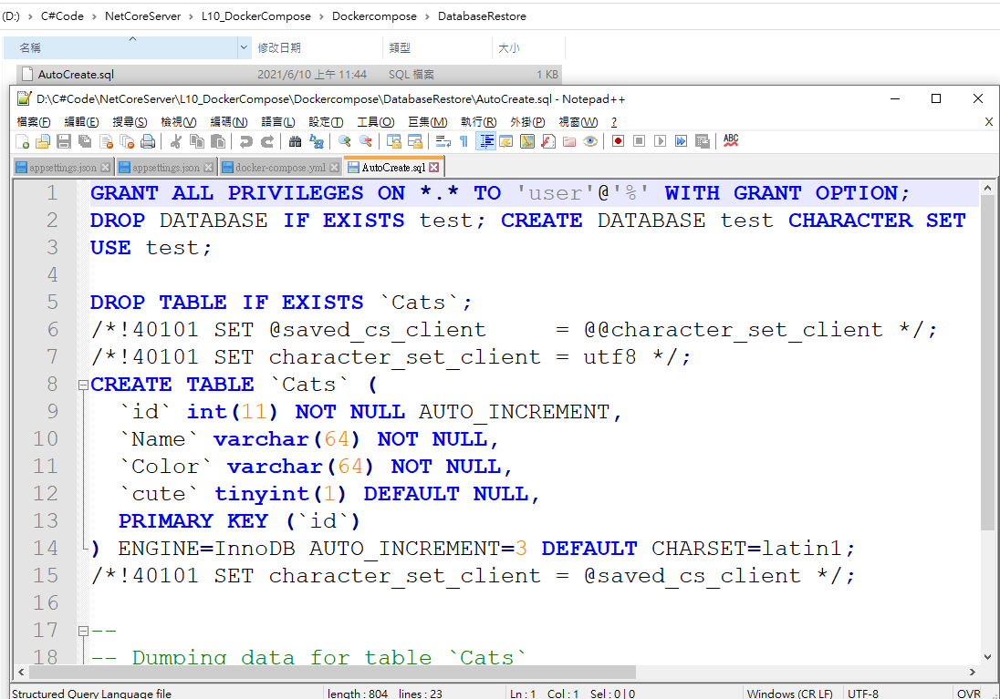 (D:) › C#Code › NetCoreServer › L10_DockerCompose › Dockercompose › DatabaseRestore
名稱 修改日期 類型 大小
AutoCreate.sql 2021/6/10 上午 11:44 SQL 檔案 1 KB
D:\C#Code\NetCoreServer\L10_DockerCompose\Dockercompose\DatabaseRestore\AutoCreate.sql - Notepad++
檔案(F) 編輯(E) 搜尋(S) 檢視(V) 編碼(N) 語言(L) 設定(T) 工具(O) 巨集(M) 執行(R) 外掛(P) 視窗(W) ? X
ABC
appsettings.json appsettings.json docker-compose.yml AutoCreate.sql
1 GRANT ALL PRIVILEGES ON *.* TO 'user'@'%' WITH GRANT OPTION;
2 DROP DATABASE IF EXISTS test; CREATE DATABASE test CHARACTER SET
3 USE test;
4
5 DROP TABLE IF EXISTS `Cats`;
6 /*!40101 SET @saved_cs_client     = @@character_set_client */;
7 /*!40101 SET character_set_client = utf8 */;
8 CREATE TABLE `Cats` (
9   `id` int(11) NOT NULL AUTO_INCREMENT,
10   `Name` varchar(64) NOT NULL,
11   `Color` varchar(64) NOT NULL,
12   `cute` tinyint(1) DEFAULT NULL,
13   PRIMARY KEY (`id`)
14 ) ENGINE=InnoDB AUTO_INCREMENT=3 DEFAULT CHARSET=latin1;
15 /*!40101 SET character_set_client = @saved_cs_client */;
16
17 --
18 -- Dumping data for table `Cats`
Structured Query Language file length : 804 lines : 23 Ln : 1 Col : 1 Sel : 0 | 0 Windows (CR LF) UTF-8 OVR